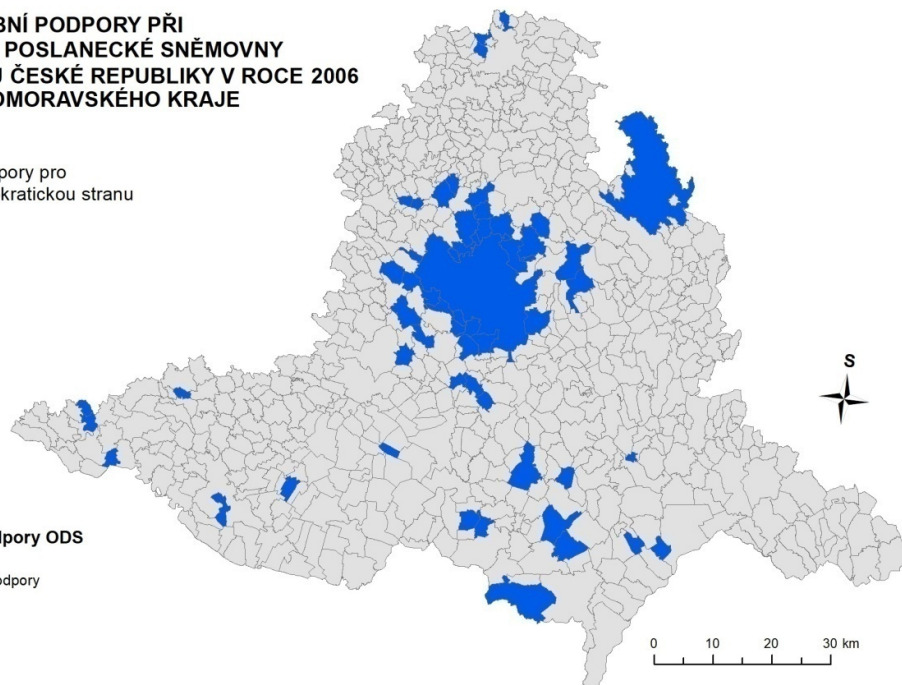 BNÍ PODPORY PŘI
POSLANECKÉ SNĚMOVNY
U ČESKÉ REPUBLIKY V ROCE 2006
OMORAVSKÉHO KRAJE
pory pro
kratickou stranu
S
dpory ODS
odpory
0 10 20 30 km